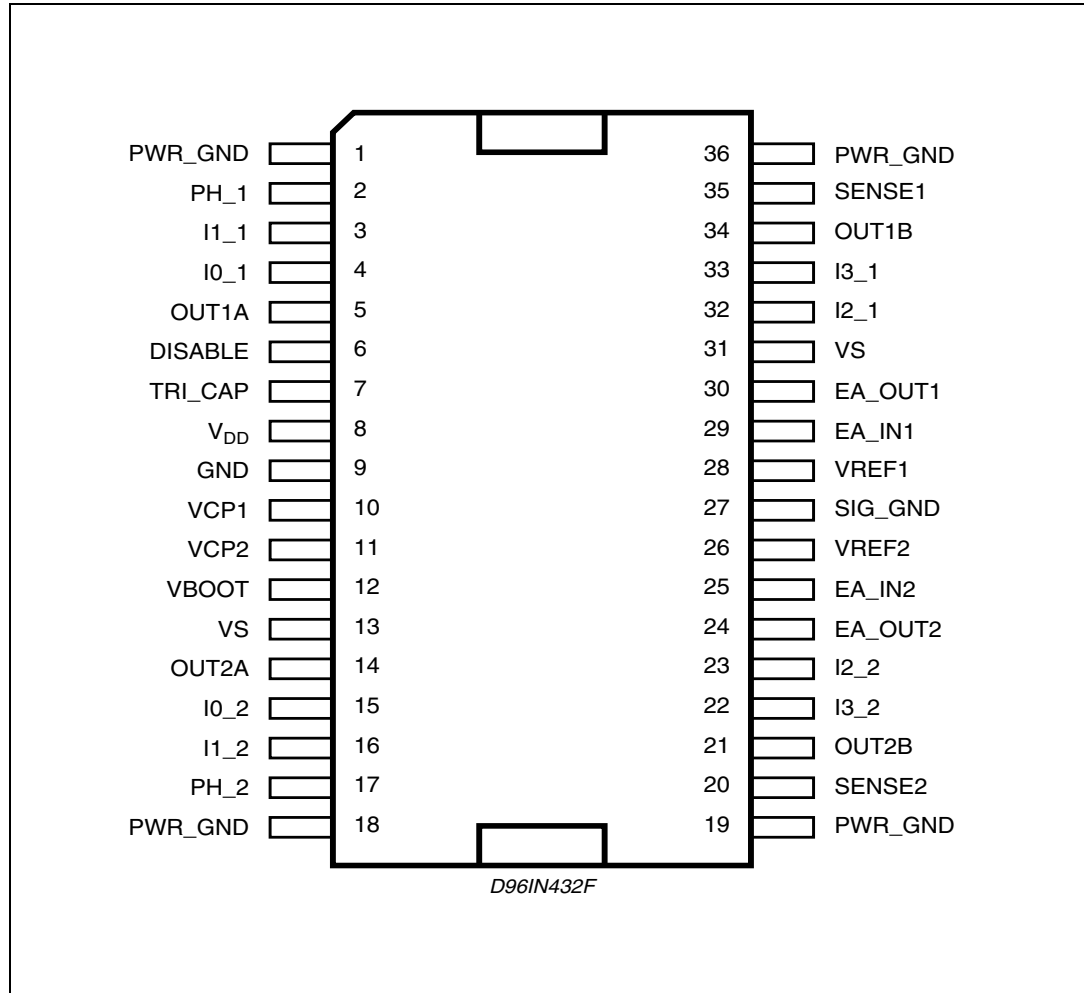 PWR_GND 1 36 PWR_GND
PH_1 2 35 SENSE1
I1_1 3 34 OUT1B
I0_1 4 33 I3_1
OUT1A 5 32 I2_1
DISABLE 6 31 VS
TRI_CAP 7 30 EA_OUT1
VDD 8 29 EA_IN1
GND 9 28 VREF1
VCP1 10 27 SIG_GND
VCP2 11 26 VREF2
VBOOT 12 25 EA_IN2
VS 13 24 EA_OUT2
OUT2A 14 23 I2_2
I0_2 15 22 I3_2
I1_2 16 21 OUT2B
PH_2 17 20 SENSE2
PWR_GND 18 19 PWR_GND
D96IN432F